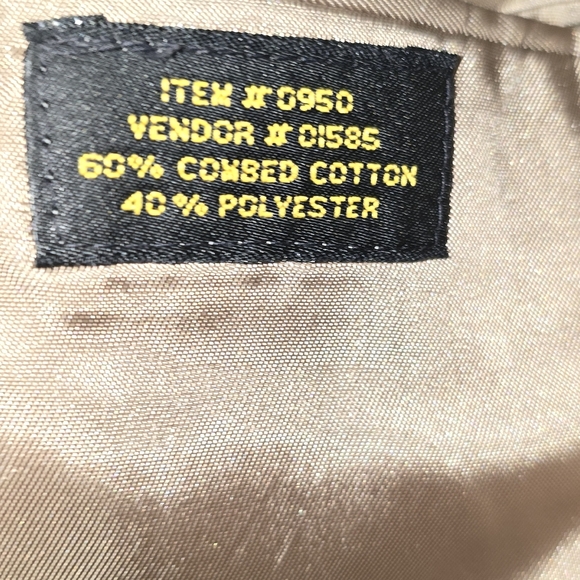 ITEM # 0950
VENDOR # 01585
60% COMBED COTTON
40% POLYESTER